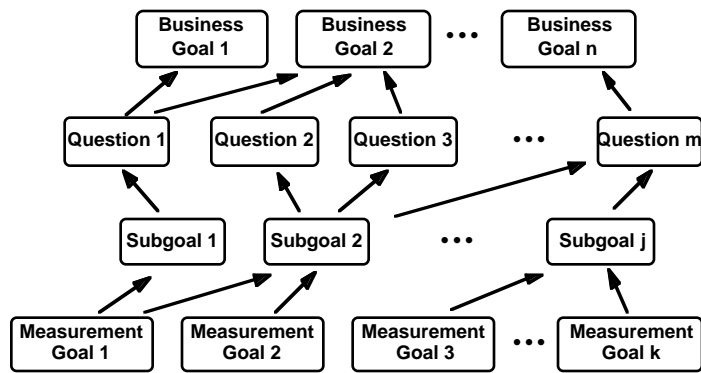 Business
Goal 1
Business
Goal 2
•••
Business
Goal n
Question 1
Question 2
Question 3
•••
Question m
Subgoal 1
Subgoal 2
•••
Subgoal j
Measurement
Goal 1
Measurement
Goal 2
Measurement
Goal 3
•••
Measurement
Goal k